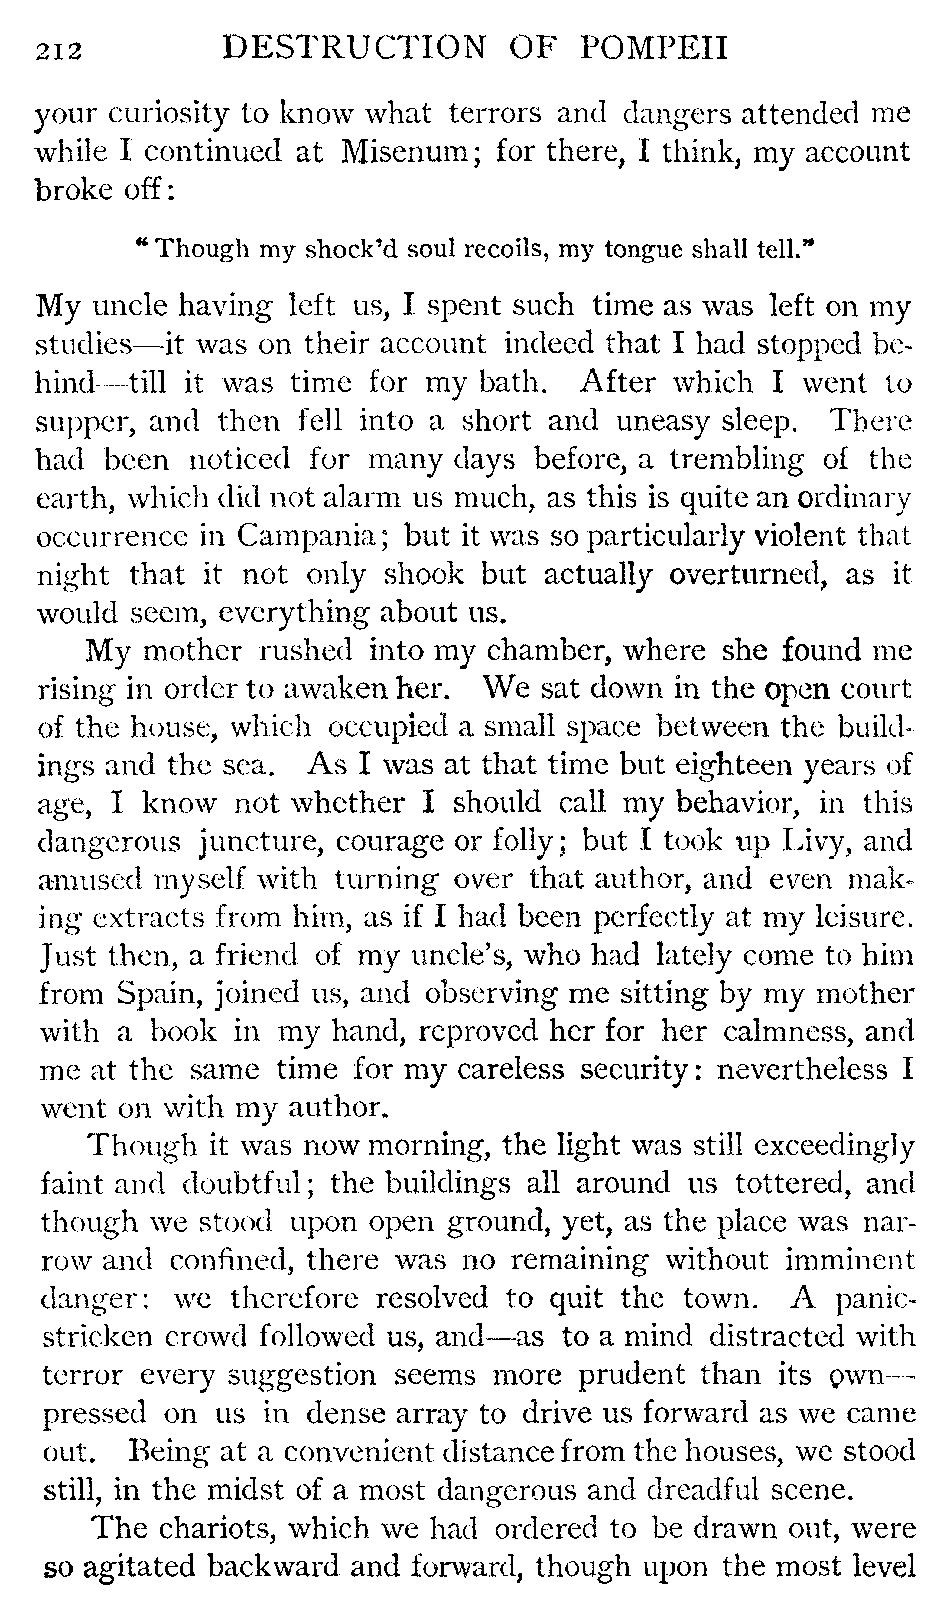 212 DESTRUCTION OF POMPEII
your curiosity to know what terrors and dangers attended me
while I continued at Misenum; for there, I think, my account
broke off:
“Though my shock’d soul recoils, my tongue shall tell.”
My uncle having left us, I spent such time as was left on my
studies—it was on their account indeed that I had stopped be-
hind—till it was time for my bath. After which I went to
supper, and then fell into a short and uneasy sleep. There
had been noticed for many days before, a trembling of the
earth, which did not alarm us much, as this is quite an ordinary
occurrence in Campania; but it was so particularly violent that
night that it not only shook but actually overturned, as it
would seem, everything about us.
My mother rushed into my chamber, where she found me
rising in order to awaken her. We sat down in the open court
of the house, which occupied a small space between the build-
ings and the sea. As I was at that time but eighteen years of
age, I know not whether I should call my behavior, in this
dangerous juncture, courage or folly; but I took up Livy, and
amused myself with turning over that author, and even mak-
ing extracts from him, as if I had been perfectly at my leisure.
Just then, a friend of my uncle’s, who had lately come to him
from Spain, joined us, and observing me sitting by my mother
with a book in my hand, reproved her for her calmness, and
me at the same time for my careless security: nevertheless I
went on with my author.
Though it was now morning, the light was still exceedingly
faint and doubtful; the buildings all around us tottered, and
though we stood upon open ground, yet, as the place was nar-
row and confined, there was no remaining without imminent
danger: we therefore resolved to quit the town. A panic-
stricken crowd followed us, and—as to a mind distracted with
terror every suggestion seems more prudent than its own—
pressed on us in dense array to drive us forward as we came
out. Being at a convenient distance from the houses, we stood
still, in the midst of a most dangerous and dreadful scene.
The chariots, which we had ordered to be drawn out, were
so agitated backward and forward, though upon the most level